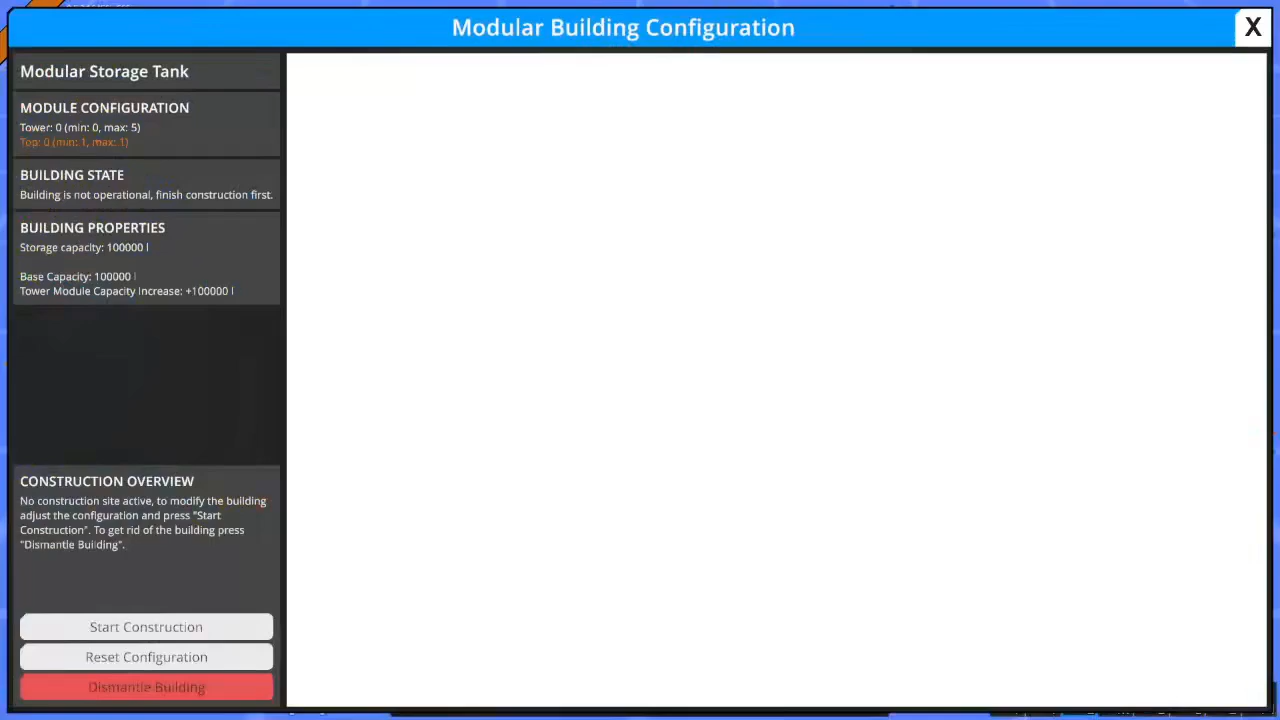 Modular Building Configuration
X
Modular Storage Tank
MODULE CONFIGURATION
Tower: 0 (min: 0, max: 5)
Top: 0 (min: 1, max: 1)
BUILDING STATE
Building is not operational, finish construction first.
BUILDING PROPERTIES
Storage capacity: 100000 l
Base Capacity: 100000 l
Tower Module Capacity Increase: +100000 l
CONSTRUCTION OVERVIEW
No construction site active, to modify the building
adjust the configuration and press "Start
Construction". To get rid of the building press
"Dismantle Building".
Start Construction
Reset Configuration
Dismantle Building